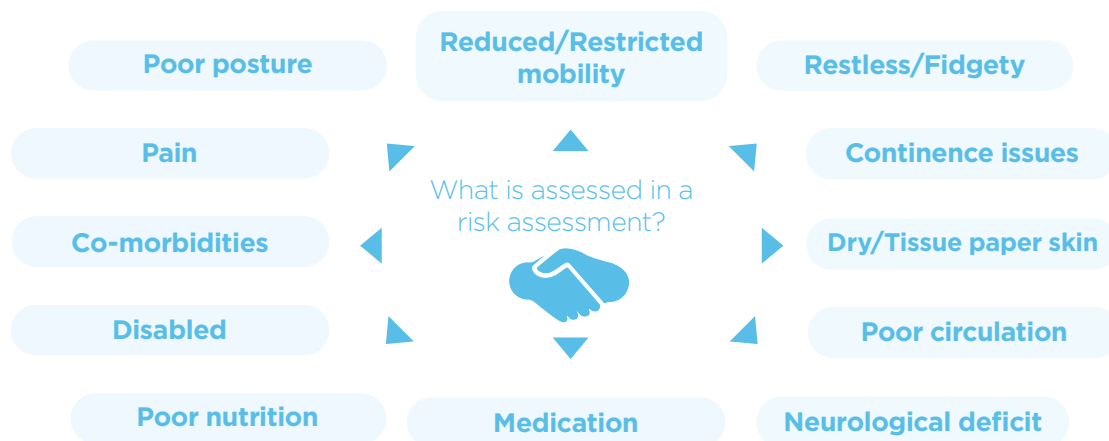 Poor posture
Reduced/Restricted
mobility
Restless/Fidgety
Pain
Continence issues
What is assessed in a
risk assessment?
Co-morbidities
Dry/Tissue paper skin
Disabled
Poor circulation
Poor nutrition
Medication
Neurological deficit